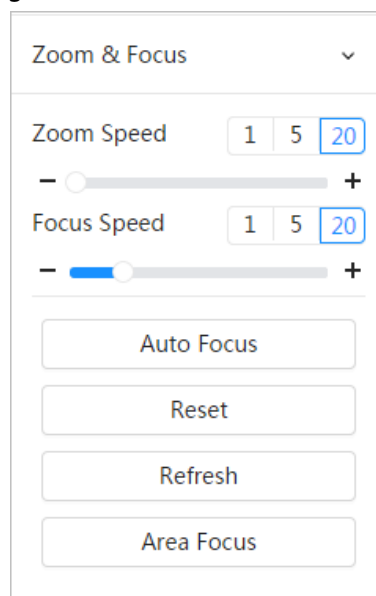 Zoom & Focus
Zoom Speed 1 5 20
− +
Focus Speed 1 5 20
− +
Auto Focus
Reset
Refresh
Area Focus